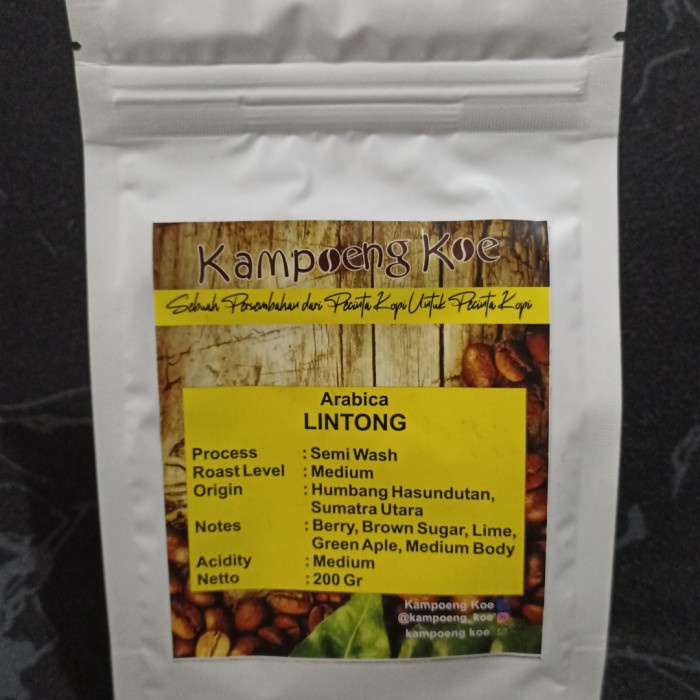 Kampoeng Koe
Sebuah Persembahan dari Pecinta Kopi Untuk Pecinta Kopi
Arabica
LINTONG
Process : Semi Wash
Roast Level : Medium
Origin : Humbang Hasundutan,
Sumatra Utara
Notes : Berry, Brown Sugar, Lime,
Green Aple, Medium Body
Acidity : Medium
Netto : 200 Gr
Kampoeng Koe
@kampoeng_koe
kampoeng koe